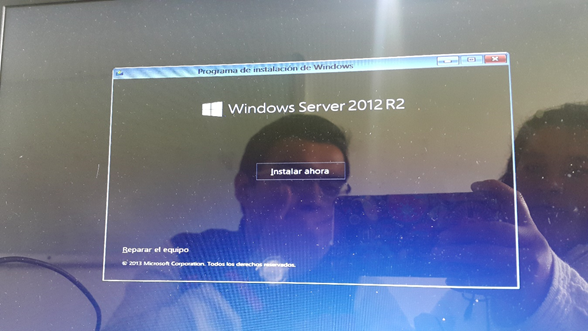 Programa de instalación de Windows
Windows Server 2012 R2
Instalar ahora
Reparar el equipo
© 2013 Microsoft Corporation. Todos los derechos reservados.